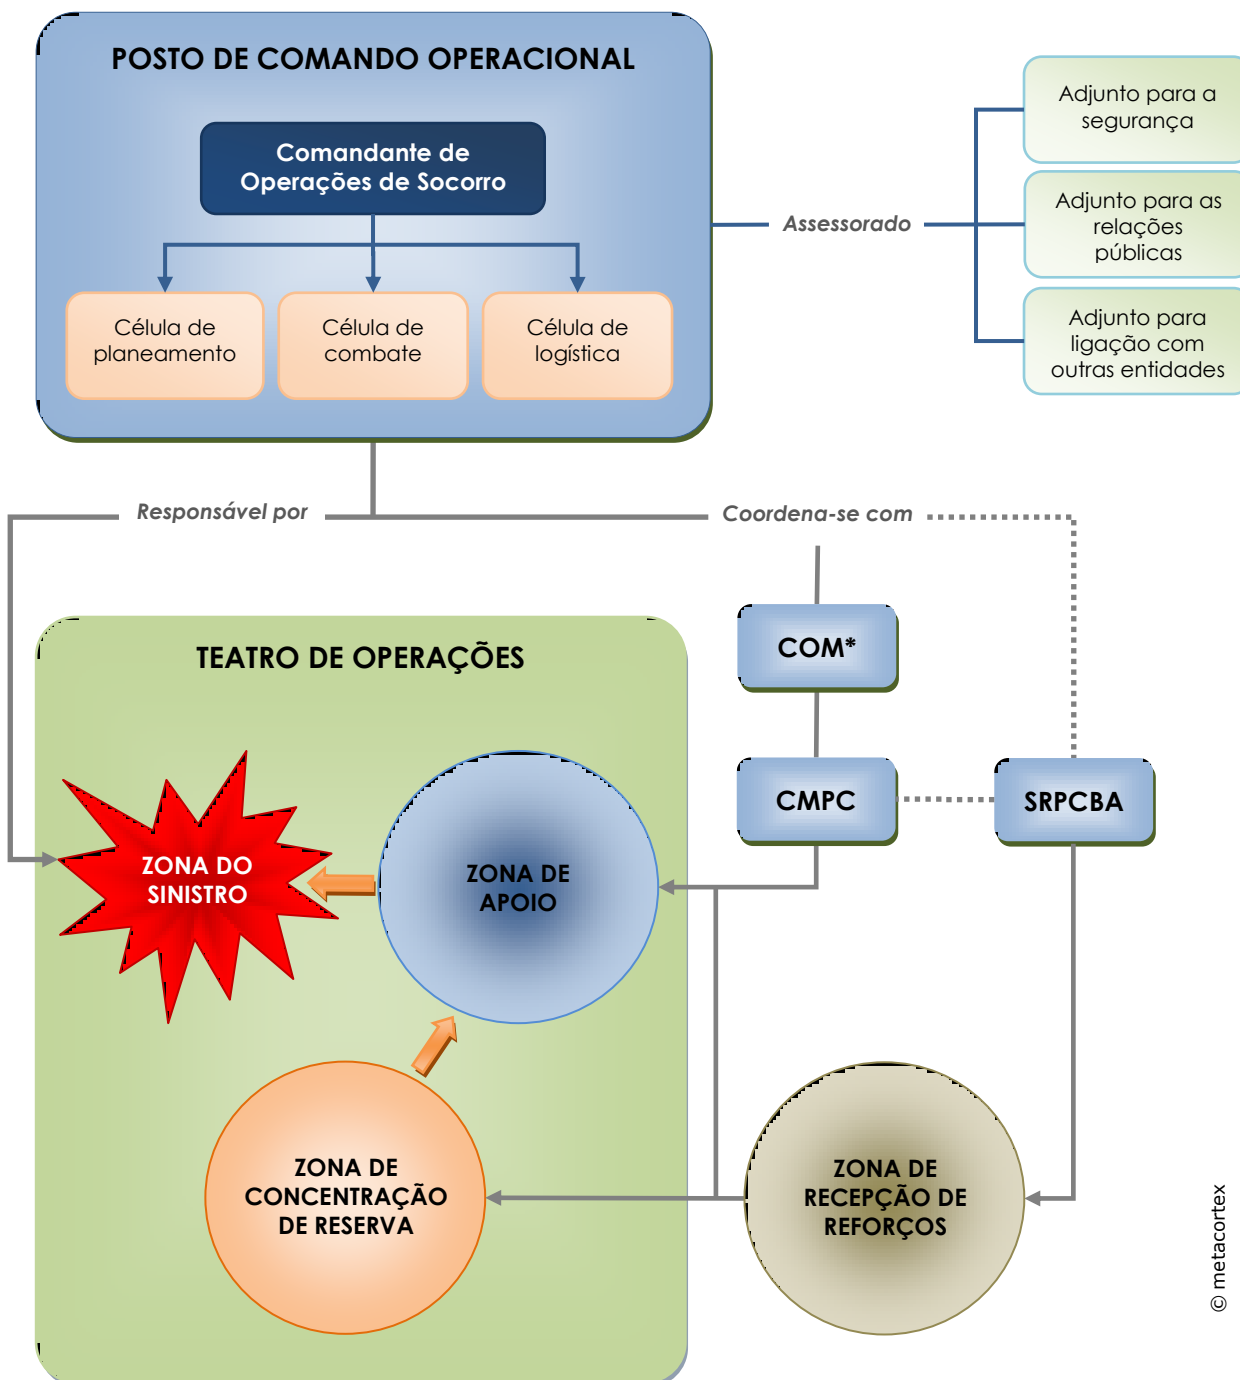 POSTO DE COMANDO OPERACIONAL
Comandante de
Operações de Socorro
Célula de
planeamento
Célula de
combate
Célula de
logística
Assessorado
Adjunto para a
segurança
Adjunto para as
relações
públicas
Adjunto para
ligação com
outras entidades
Responsável por
Coordena-se com
COM*
CMPC
SRPCBA
TEATRO DE OPERAÇÕES
ZONA DO
SINISTRO
ZONA DE
APOIO
ZONA DE
CONCENTRAÇÃO
DE RESERVA
ZONA DE
RECEPÇÃO DE
REFORÇOS
© metacortex